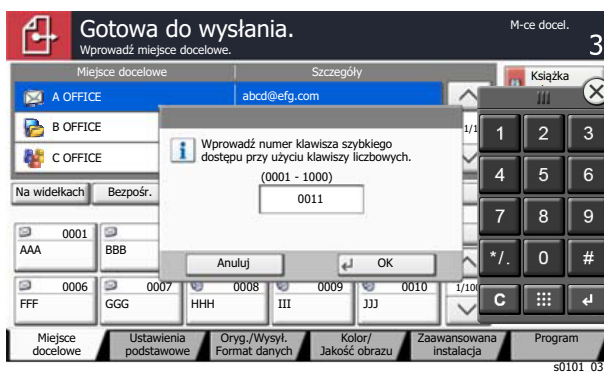 Gotowa do wysłania.
Wprowadź miejsce docelowe.
M-ce docel.
3
Miejsce docelowe
Szczegóły
Książka
A OFFICE
abcd@efg.com
B OFFICE
1/1
C OFFICE
Wprowadź numer klawisza szybkiego
dostępu przy użyciu klawiszy liczbowych.
(0001 - 1000)
0011
Anuluj
OK
Na widełkach
Bezpośr.
0001
AAA
BBB
0006
FFF
0007
GGG
0008
HHH
0009
III
0010
JJJ
1/100
1 2 3
4 5 6
7 8 9
*/. 0 #
C
Miejsce
docelowe
Ustawienia
podstawowe
Oryg./Wysył.
Format danych
Kolor/
Jakość obrazu
Zaawansowana
instalacja
Program
s0101_03